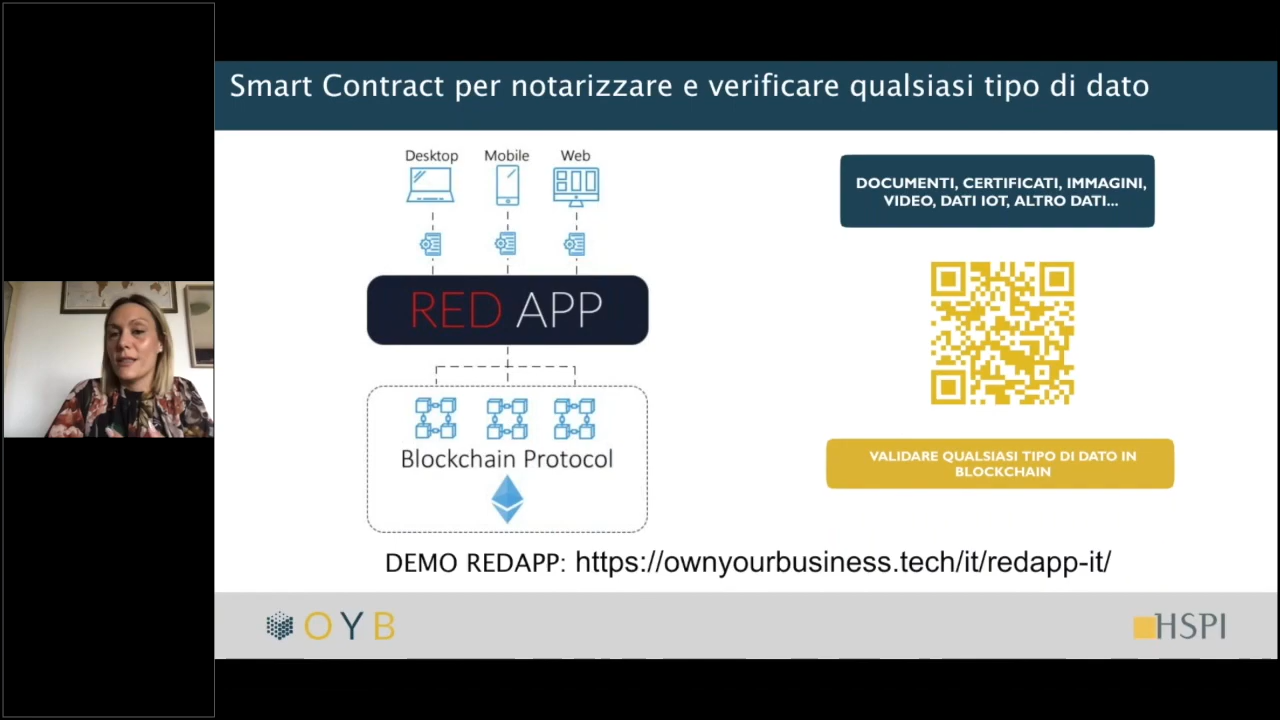 Smart Contract per notarizzare e verificare qualsiasi tipo di dato
Desktop Mobile Web
RED APP
Blockchain Protocol
DOCUMENTI, CERTIFICATI, IMMAGINI,
VIDEO, DATI IOT, ALTRO DATI...
VALIDARE QUALSIASI TIPO DI DATO IN
BLOCKCHAIN
DEMO REDAPP: https://ownyourbusiness.tech/it/redapp-it/
OYB
HSPI